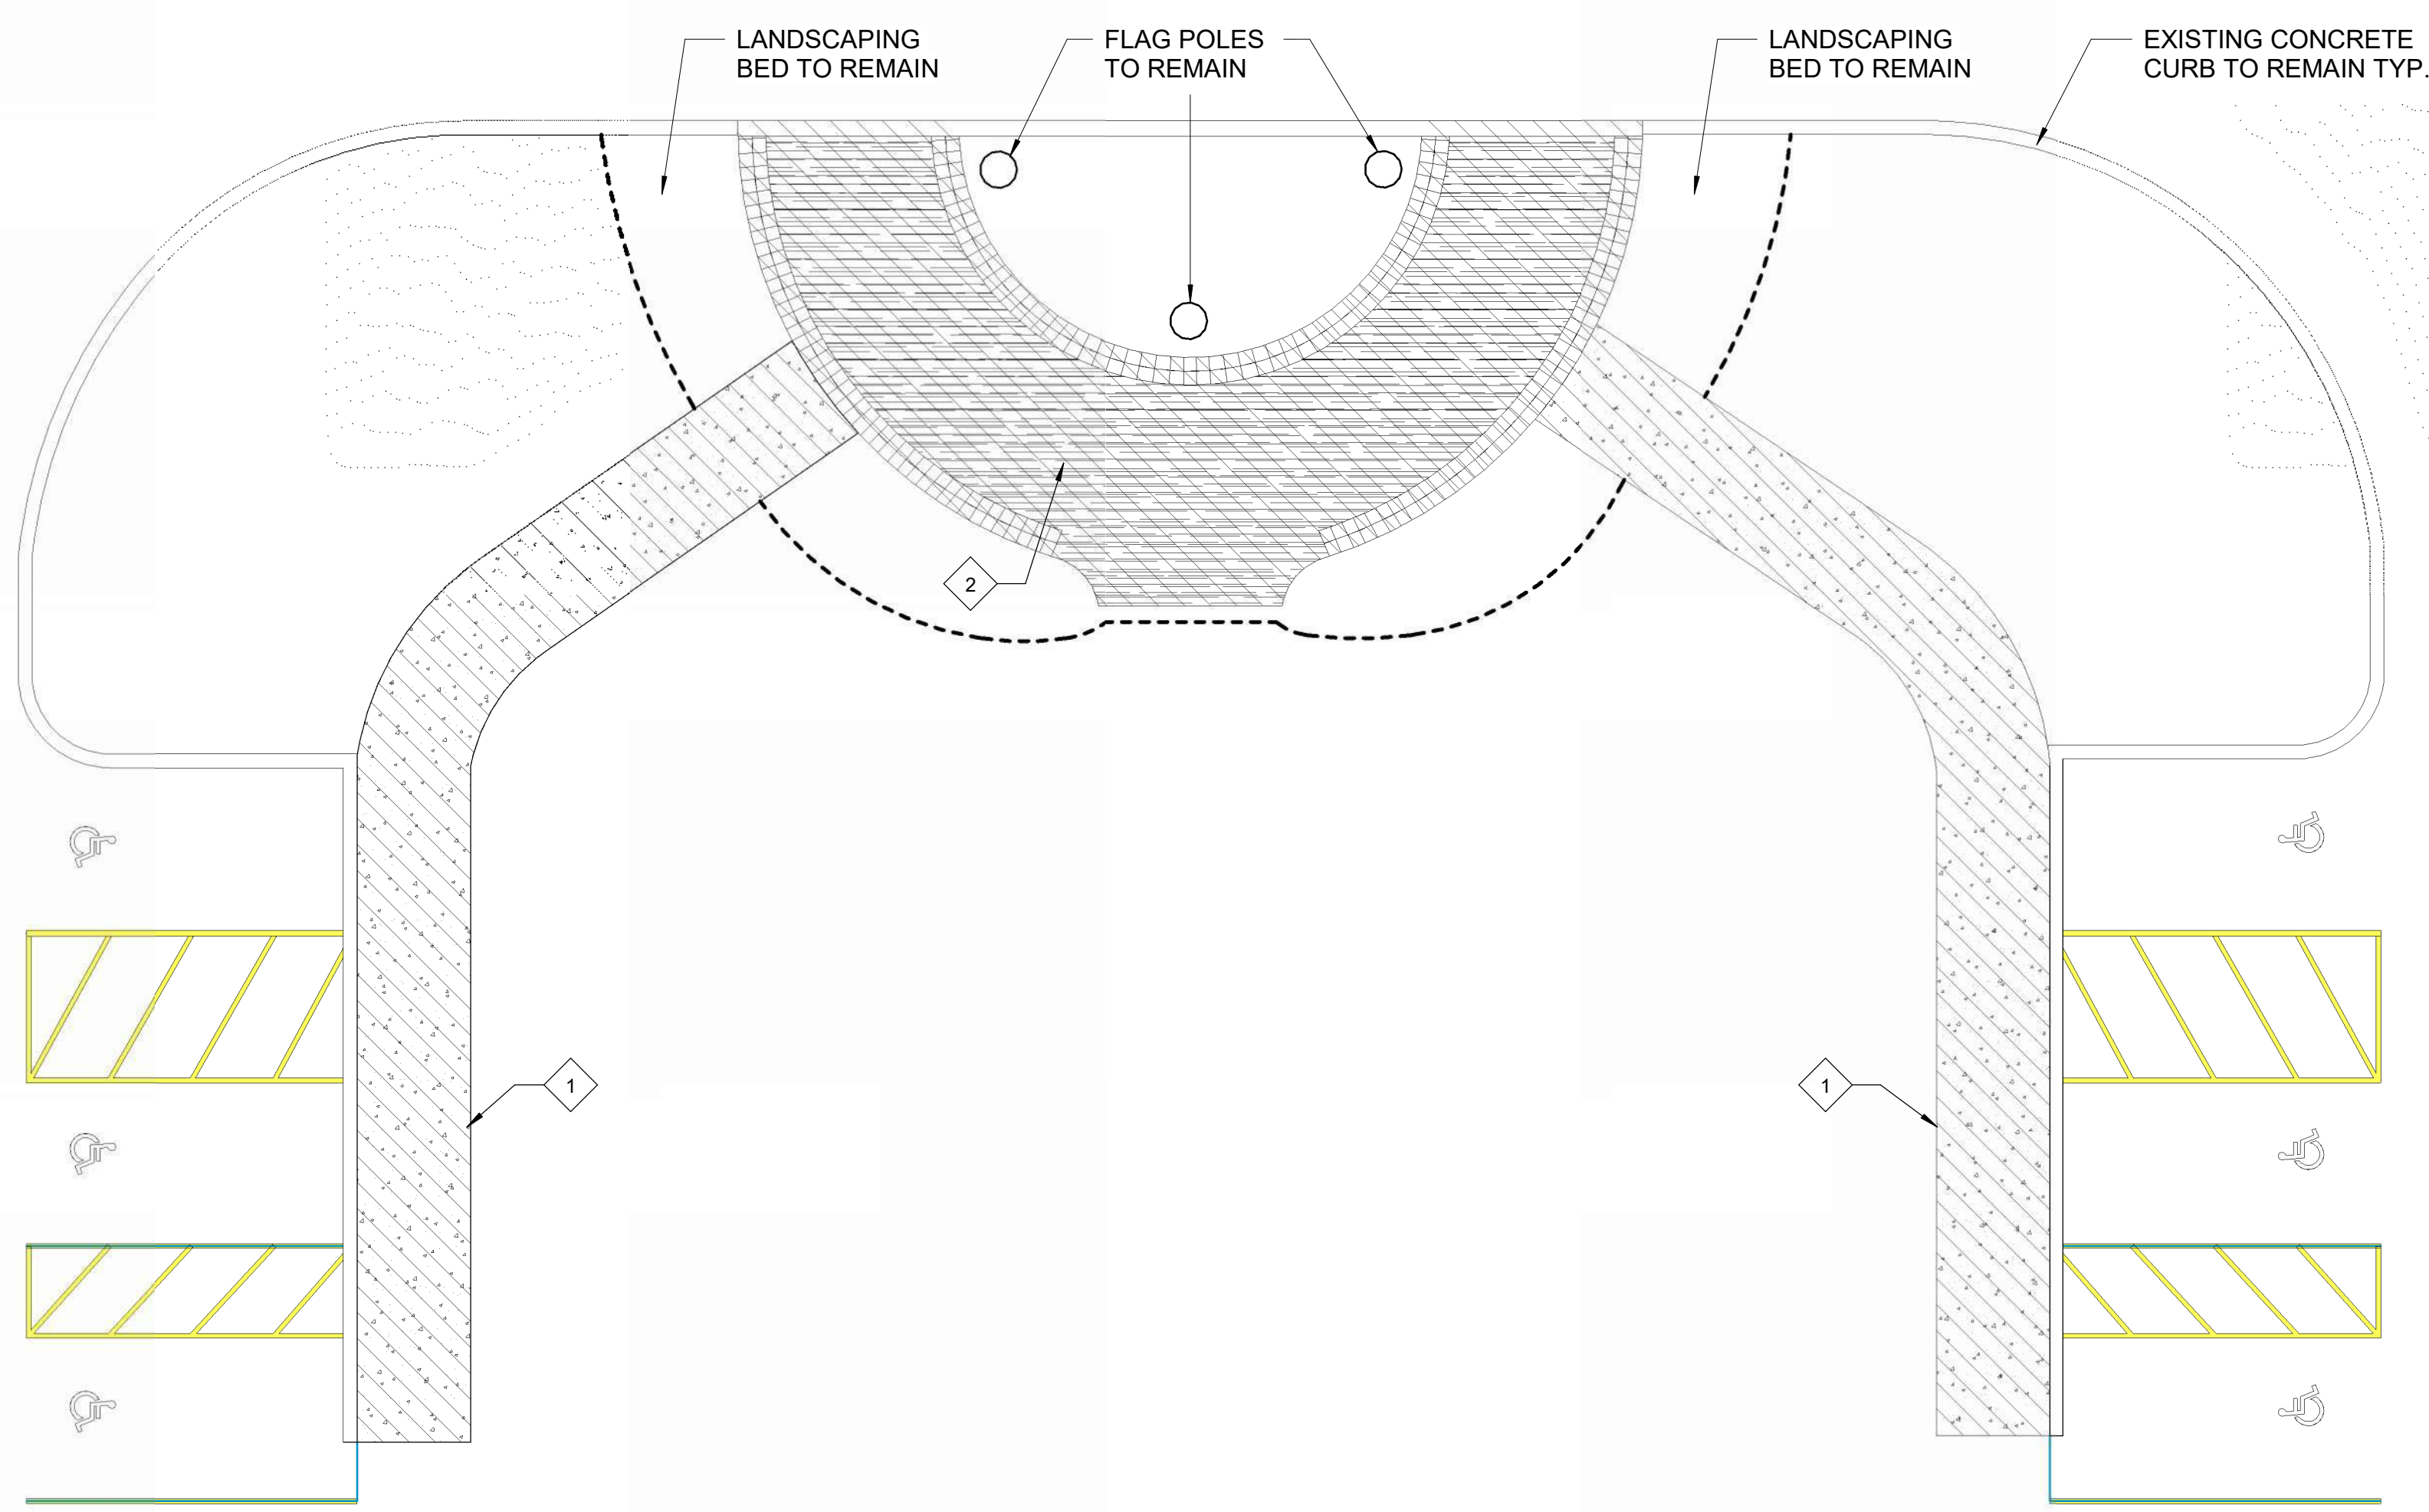 LANDSCAPING
BED TO REMAIN
FLAG POLES
TO REMAIN
LANDSCAPING
BED TO REMAIN
EXISTING CONCRETE
CURB TO REMAIN TYP.
2
1
1